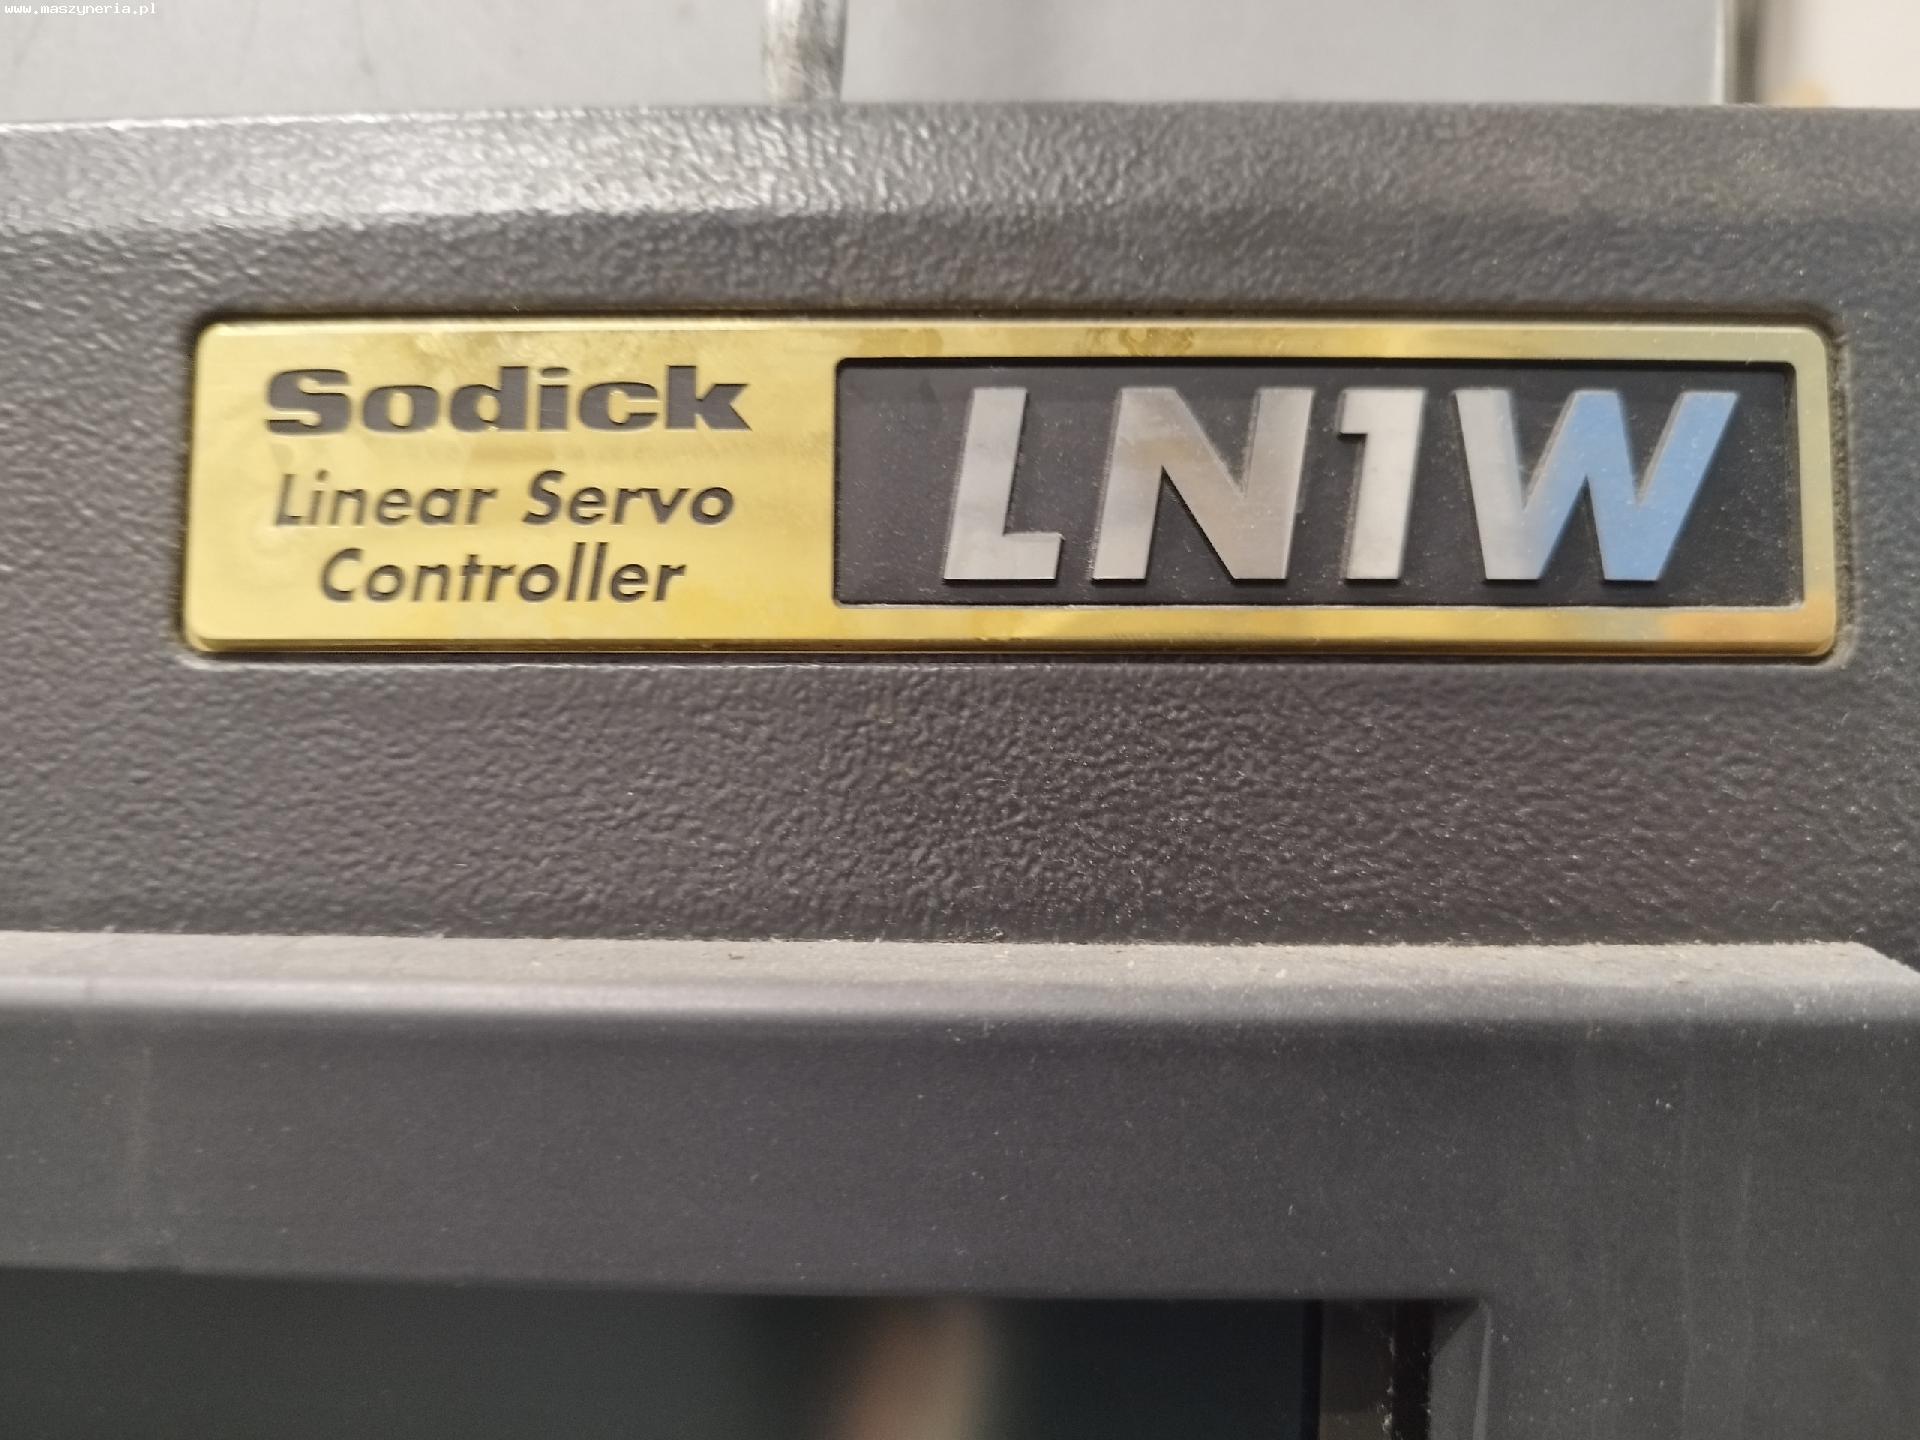 www.maszyneria.pl
Sodick
Linear Servo
Controller
LN1W